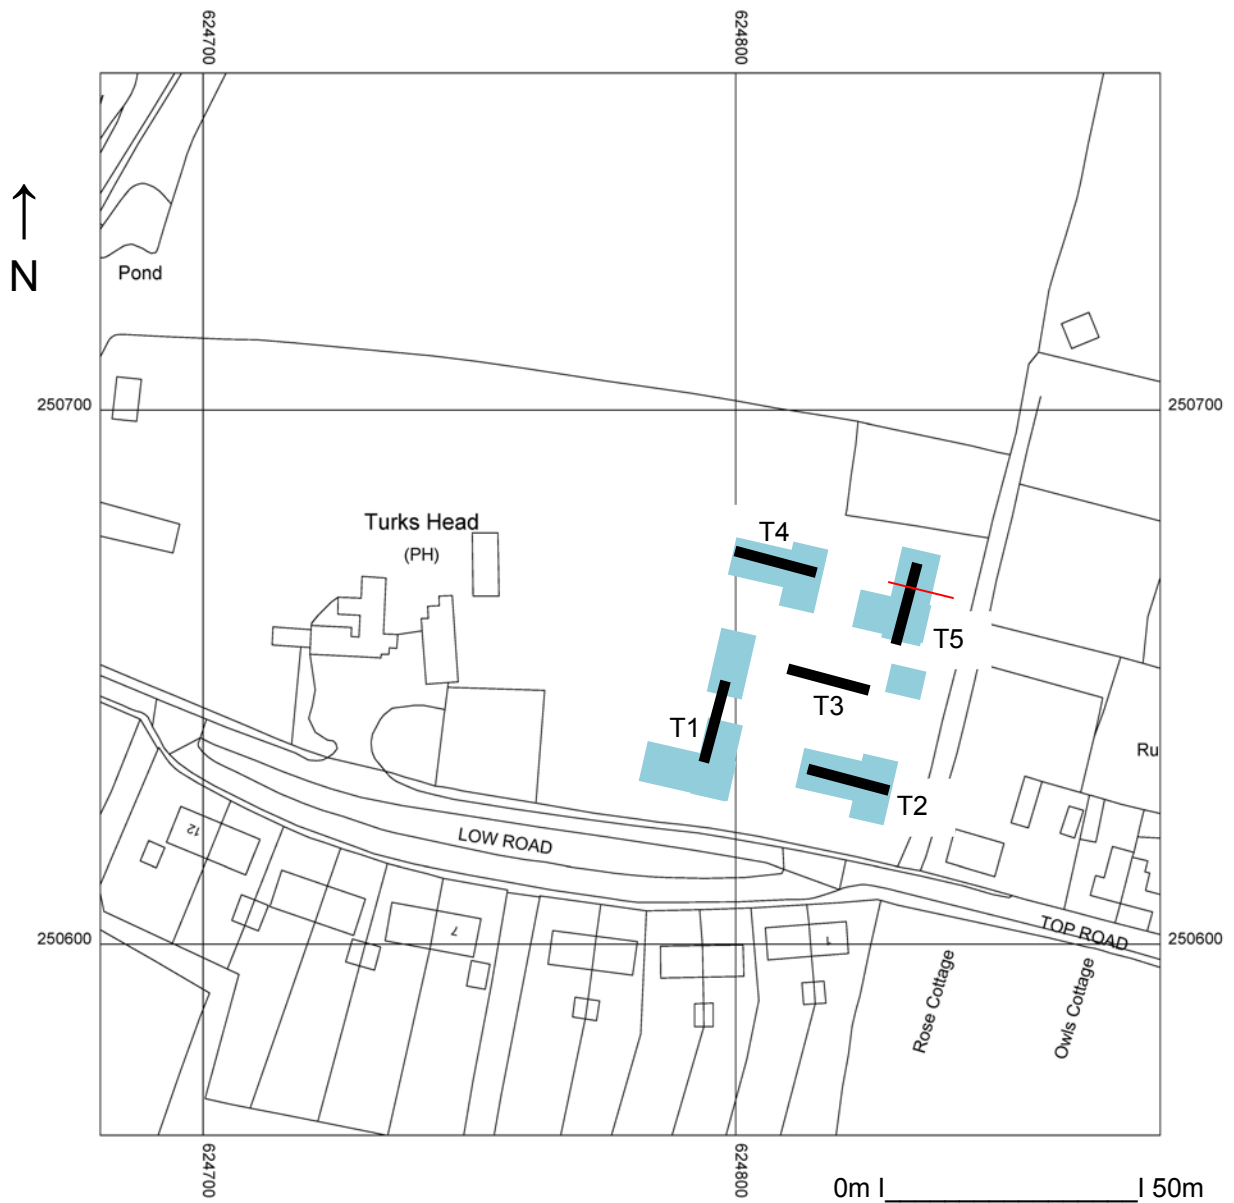 624700
624800
N
Pond
250700
250700
Turks Head
(PH)
T4
T5
T3
T1
T2
Ru
12
LOW ROAD
7
1
TOP ROAD
250600
250600
Rose Cottage
Owls Cottage
624700
624800
0m I I 50m